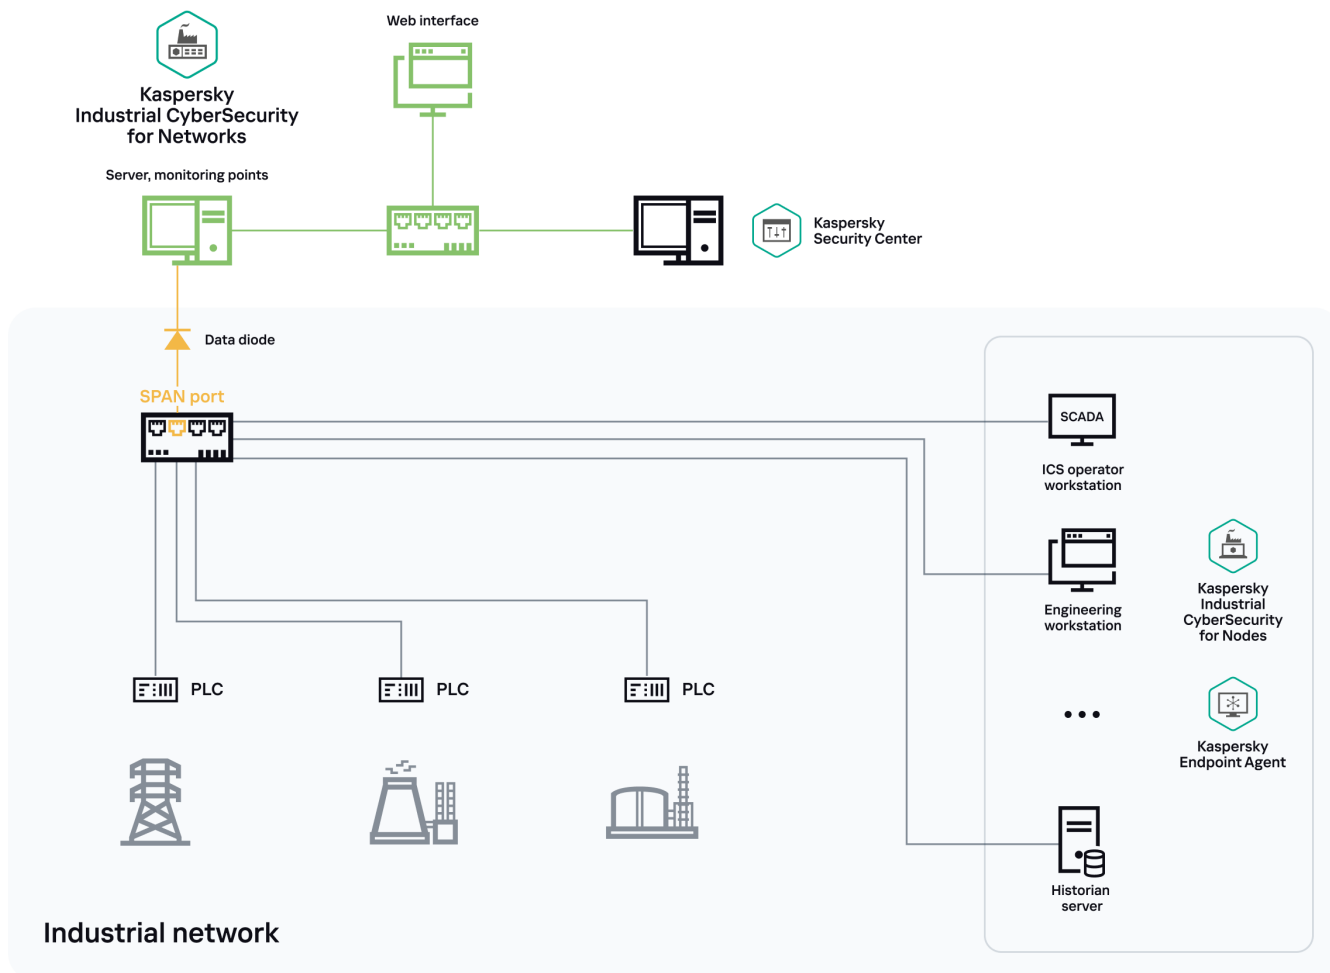 Web interface
Kaspersky
Industrial CyberSecurity
for Networks
Server, monitoring points
Kaspersky
Security Center
Data diode
SPAN port
SCADA
ICS operator
workstation
Engineering
workstation
Kaspersky
Industrial
CyberSecurity
for Nodes
PLC
PLC
PLC
Kaspersky
Endpoint Agent
Historian
server
Industrial network